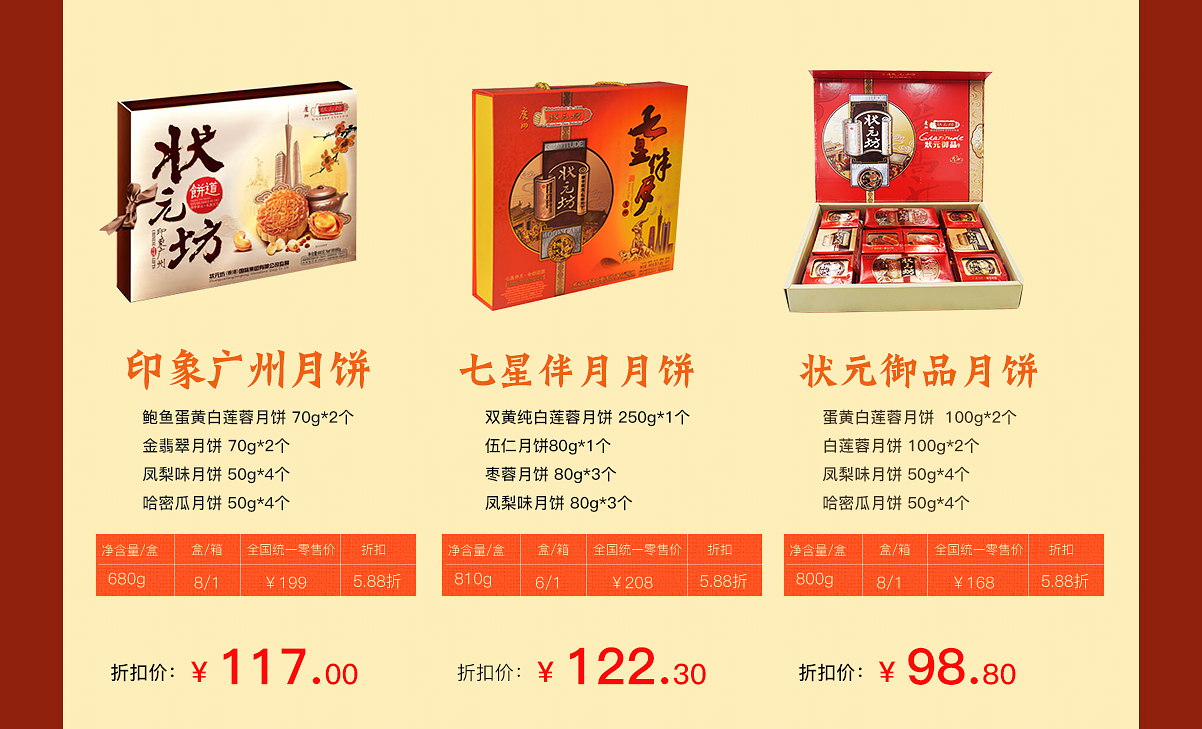 状元坊
餅道
印象广州
状元坊
七星伴月
状元坊
状元坊
状元御品
印象广州月饼
鲍鱼蛋黄白莲蓉月饼 70g*2个
金翡翠月饼 70g*2个
凤梨味月饼 50g*4个
哈密瓜月饼 50g*4个
净含量/盒 盒/箱 全国统一零售价 折扣
680g 8/1 ￥199 5.88折
折扣价：￥117.00
七星伴月月饼
双黄纯白莲蓉月饼 250g*1个
伍仁月饼80g*1个
枣蓉月饼 80g*3个
凤梨味月饼 80g*3个
净含量/盒 盒/箱 全国统一零售价 折扣
810g 6/1 ￥208 5.88折
折扣价：￥122.30
状元御品月饼
蛋黄白莲蓉月饼 100g*2个
白莲蓉月饼 100g*2个
凤梨味月饼 50g*4个
哈密瓜月饼 50g*4个
净含量/盒 盒/箱 全国统一零售价 折扣
800g 8/1 ￥168 5.88折
折扣价：￥98.80